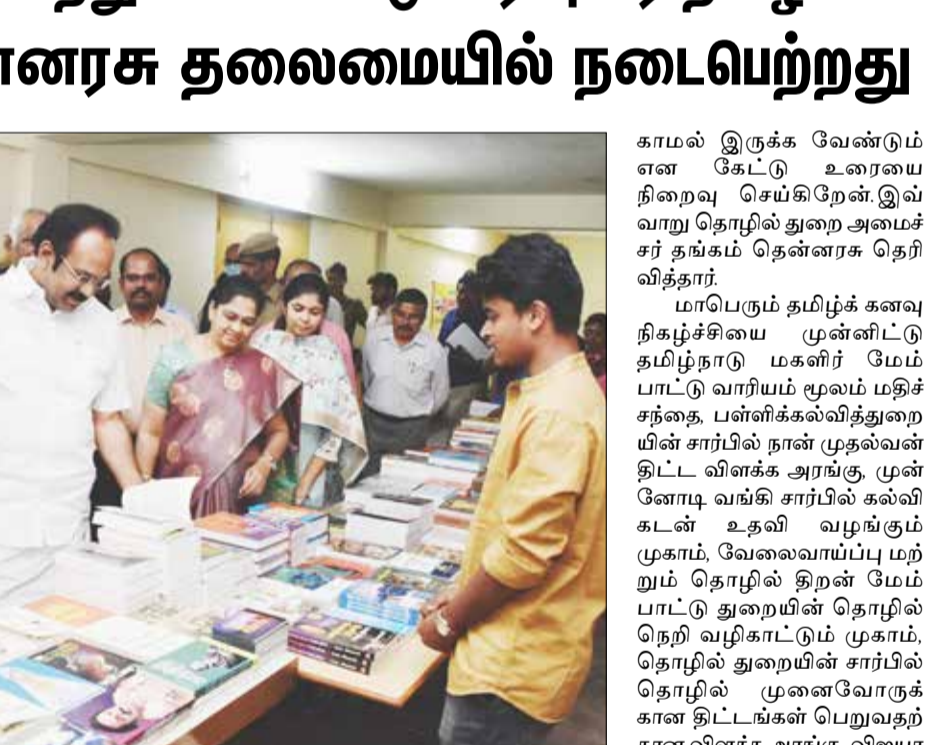 னரசு தலைமையில் நடைபெற்றது
காமல் இருக்க வேண்டும்
என கேட்டு உரையை
நிறைவு செய்கிறேன்.இவ்
வாறு தொழில் துறை அமைச்
சர் தங்கம் தென்னரசு தெரி
வித்தார்.
மாபெரும் தமிழ்க் கனவு
நிகழ்ச்சியை முன்னிட்டு
தமிழ்நாடு மகளிர் மேம்
பாட்டு வாரியம் மூலம் மதிச்
சந்தை, பள்ளிக்கல்வித்துறை
யின் சார்பில் நான் முதல்வன்
திட்ட விளக்க அரங்கு, முன்
னோடி வங்கி சார்பில் கல்வி
கடன் உதவி வழங்கும்
முகாம், வேலைவாய்ப்பு மற்
றும் தொழில் திறன் மேம்
பாட்டு துறையின் தொழில்
நெறி வழிகாட்டும் முகாம்,
தொழில் துறையின் சார்பில்
தொழில் முனைவோருக்
கான திட்டங்கள் பெறுவதற்